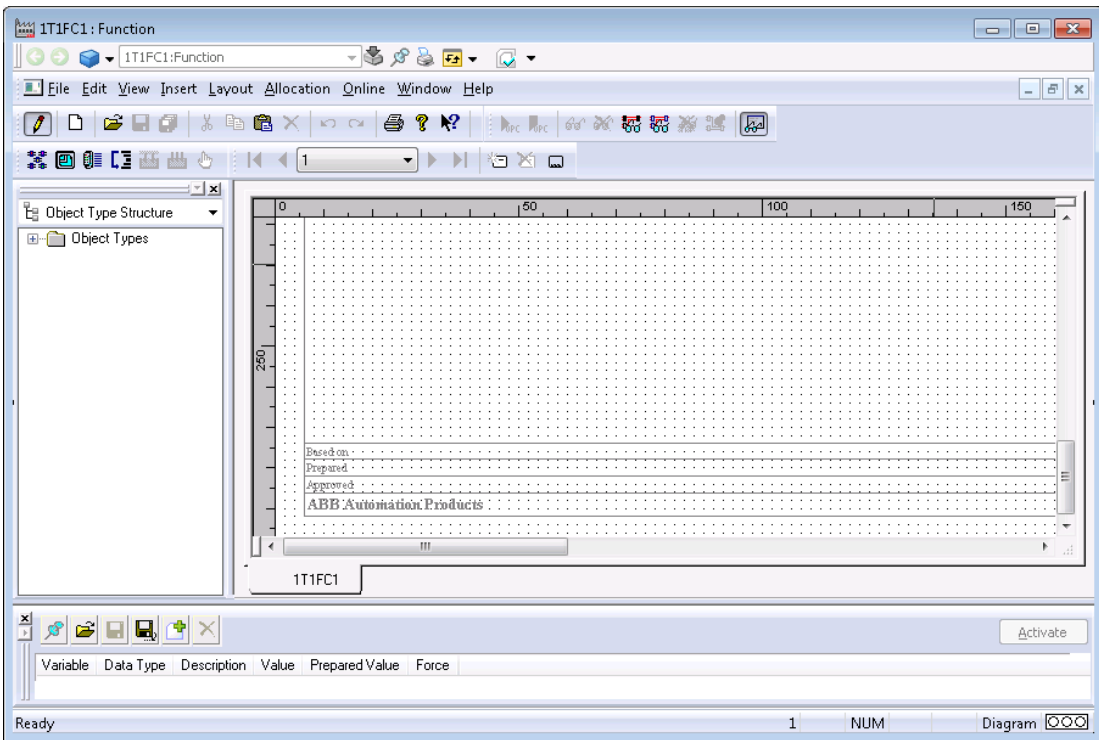 1T1FC1 : Function
1T1FC1:Function
File Edit View Insert Layout Allocation Online Window Help
1
Object Type Structure
Object Types
0 50 100 150
250
Based on
Prepared
Approved
ABB Automation Products
1T1FC1
Activate
Variable Data Type Description Value Prepared Value Force
Ready 1 NUM Diagram